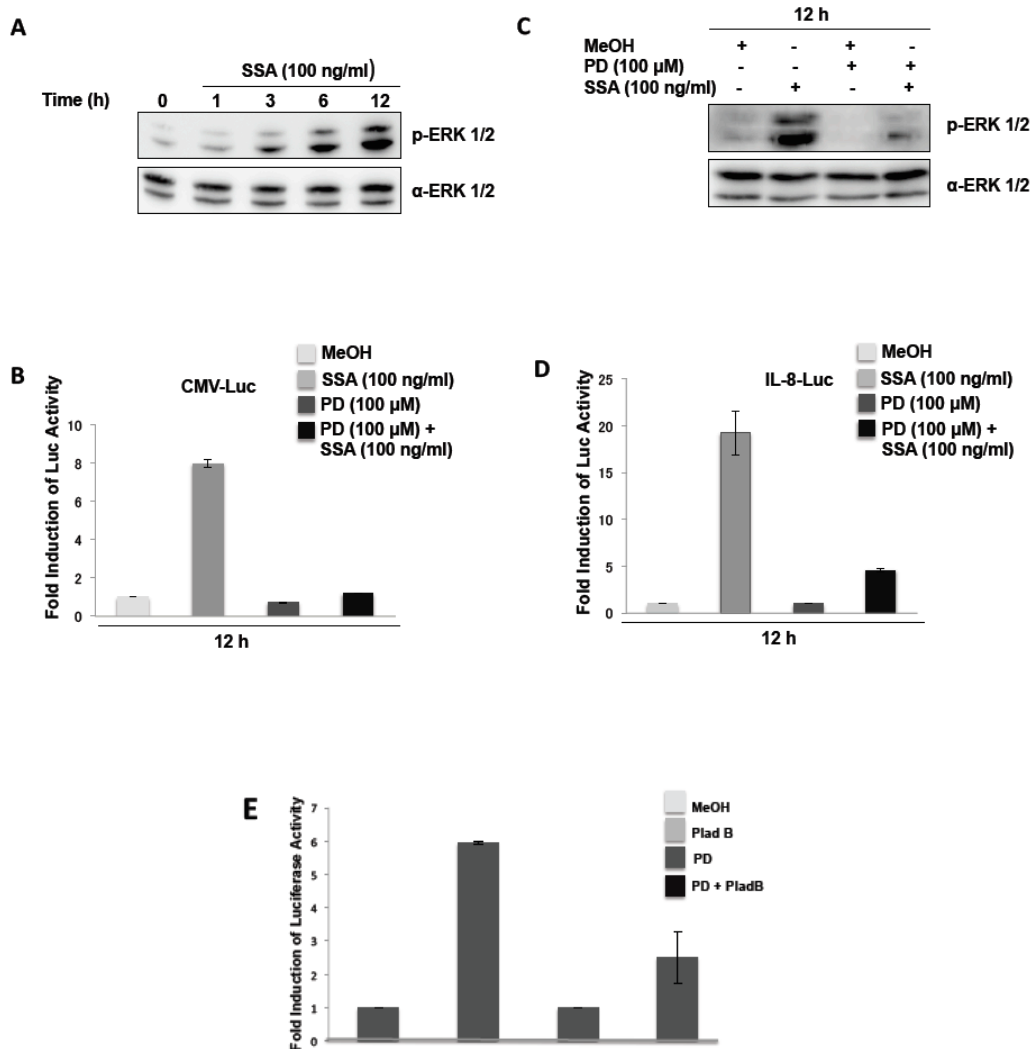 A
SSA (100 ng/ml)
Time (h) 0 1 3 6 12
p-ERK 1/2
α-ERK 1/2
C
12 h
MeOH + - + -
PD (100 µM) - - + +
SSA (100 ng/ml) - + - +
p-ERK 1/2
α-ERK 1/2
B
CMV-Luc
MeOH
SSA (100 ng/ml)
PD (100 µM)
PD (100 µM) +
SSA (100 ng/ml)
Fold Induction of Luc Activity
10
8
6
4
2
0
12 h
D
IL-8-Luc
MeOH
SSA (100 ng/ml)
PD (100 µM)
PD (100 µM) +
SSA (100 ng/ml)
Fold Induction of Luc Activity
25
20
15
10
5
0
12 h
E
MeOH
Plad B
PD
PD + PladB
Fold Induction of Luciferase Activity
7
6
5
4
3
2
1
0